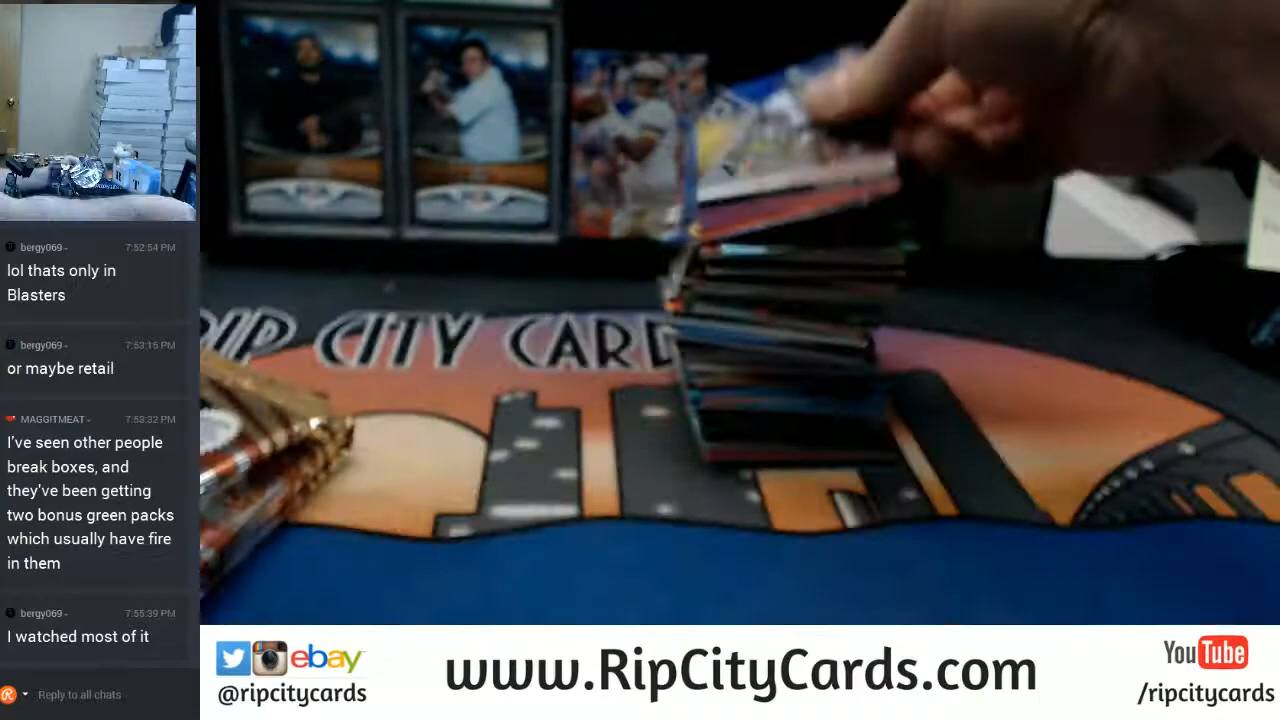 bergy069
7:52:54 PM
lol thats only in
Blasters
bergy069
7:53:15 PM
or maybe retail
MAGGITMEAT
7:53:32 PM
I've seen other people
break boxes, and
they've been getting
two bonus green packs
which usually have fire
in them
bergy069
7:55:39 PM
I watched most of it
Reply to all chats
RIP CITY CARD
ebay
@ripcitycards
www.RipCityCards.com
YouTube
/ripcitycards